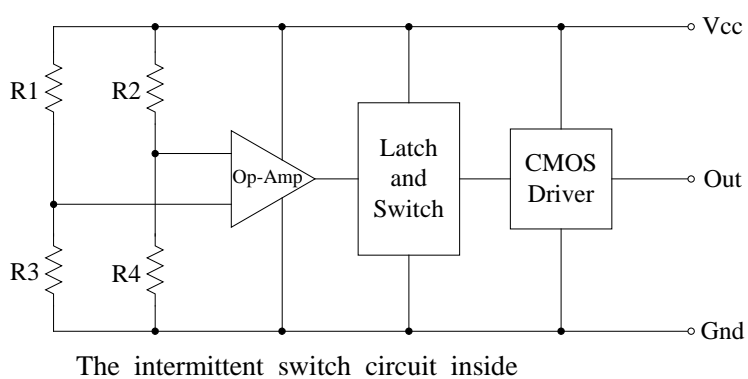 Vcc
R1
R2
Op-Amp
Latch
and
Switch
CMOS
Driver
Out
R3
R4
Gnd
The intermittent switch circuit inside